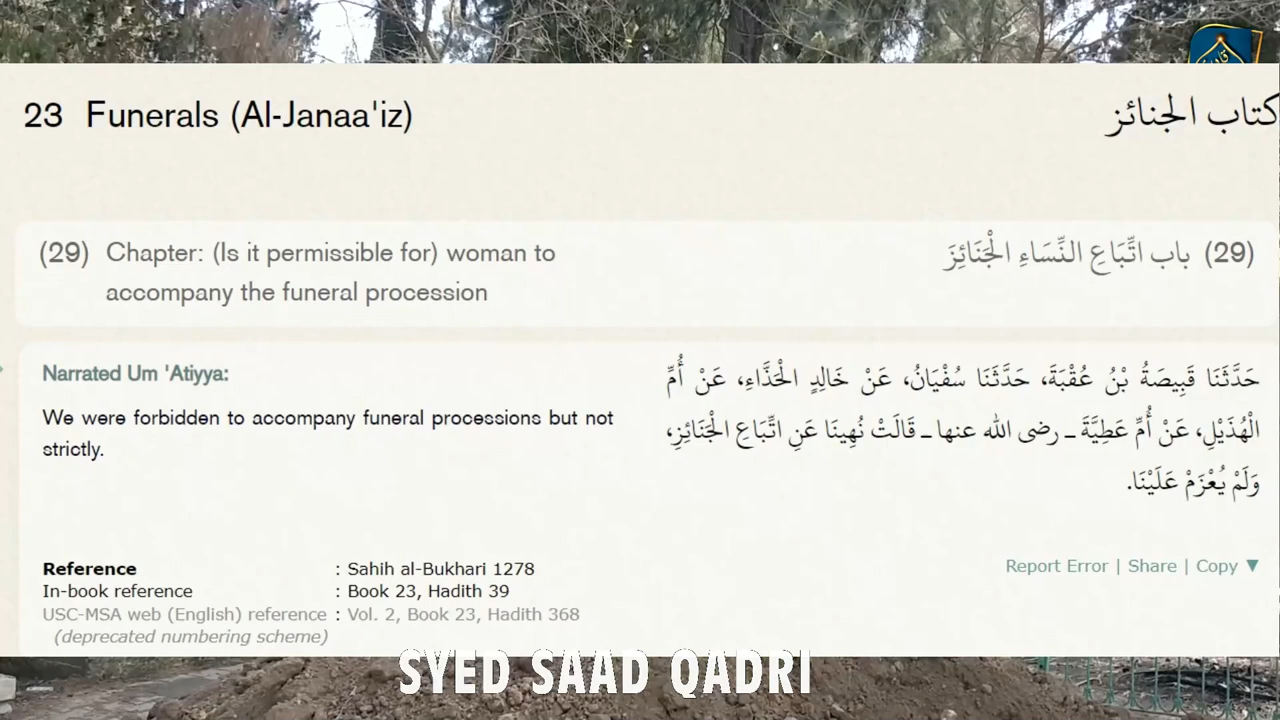 23 Funerals (Al-Janaa'iz)
كتاب الجنائز
(29) Chapter: (Is it permissible for) woman to
accompany the funeral procession
(29) باب اتِّبَاعِ النِّسَاءِ الْجَنَائِزَ
Narrated Um 'Atiyya:
We were forbidden to accompany funeral processions but not
strictly.
حَدَّثَنَا قَبِيصَةُ بْنُ عُقْبَةَ، حَدَّثَنَا سُفْيَانُ، عَنْ خَالِدٍ الْحَذَّاءِ، عَنْ أُمِّ
الْهُذَيْلِ، عَنْ أُمِّ عَطِيَّةَ ـ رضى الله عنها ـ قَالَتْ نُهِينَا عَنِ اتِّبَاعِ الْجَنَائِزِ،
وَلَمْ يُعْزَمْ عَلَيْنَا.
Reference : Sahih al-Bukhari 1278
In-book reference : Book 23, Hadith 39
USC-MSA web (English) reference : Vol. 2, Book 23, Hadith 368
(deprecated numbering scheme)
Report Error | Share | Copy ▼
SYED SAAD QADRI